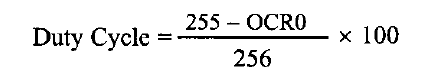 Duty Cycle = 255 – OCR0 / 256 × 100